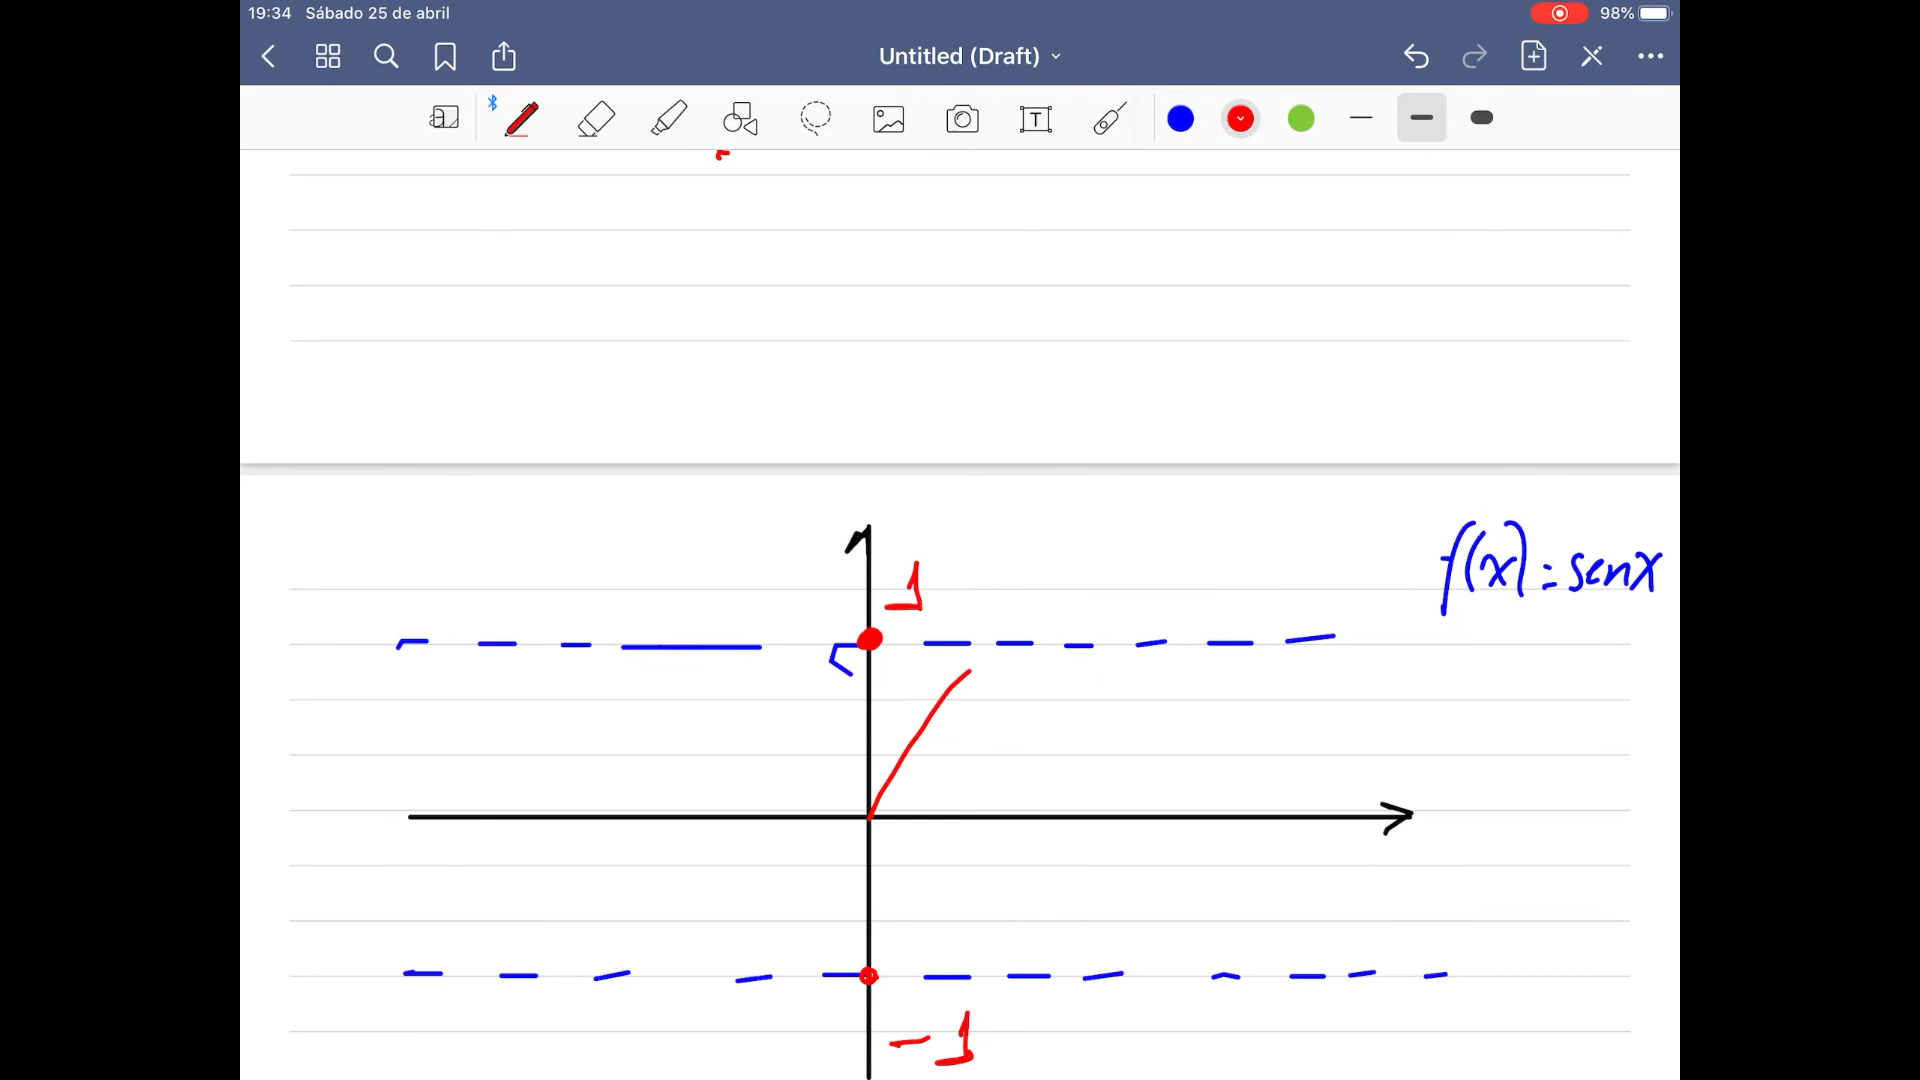 19:34 Sábado 25 de abril
98%
Untitled (Draft)
a
T
f(x)=senx
1
-1